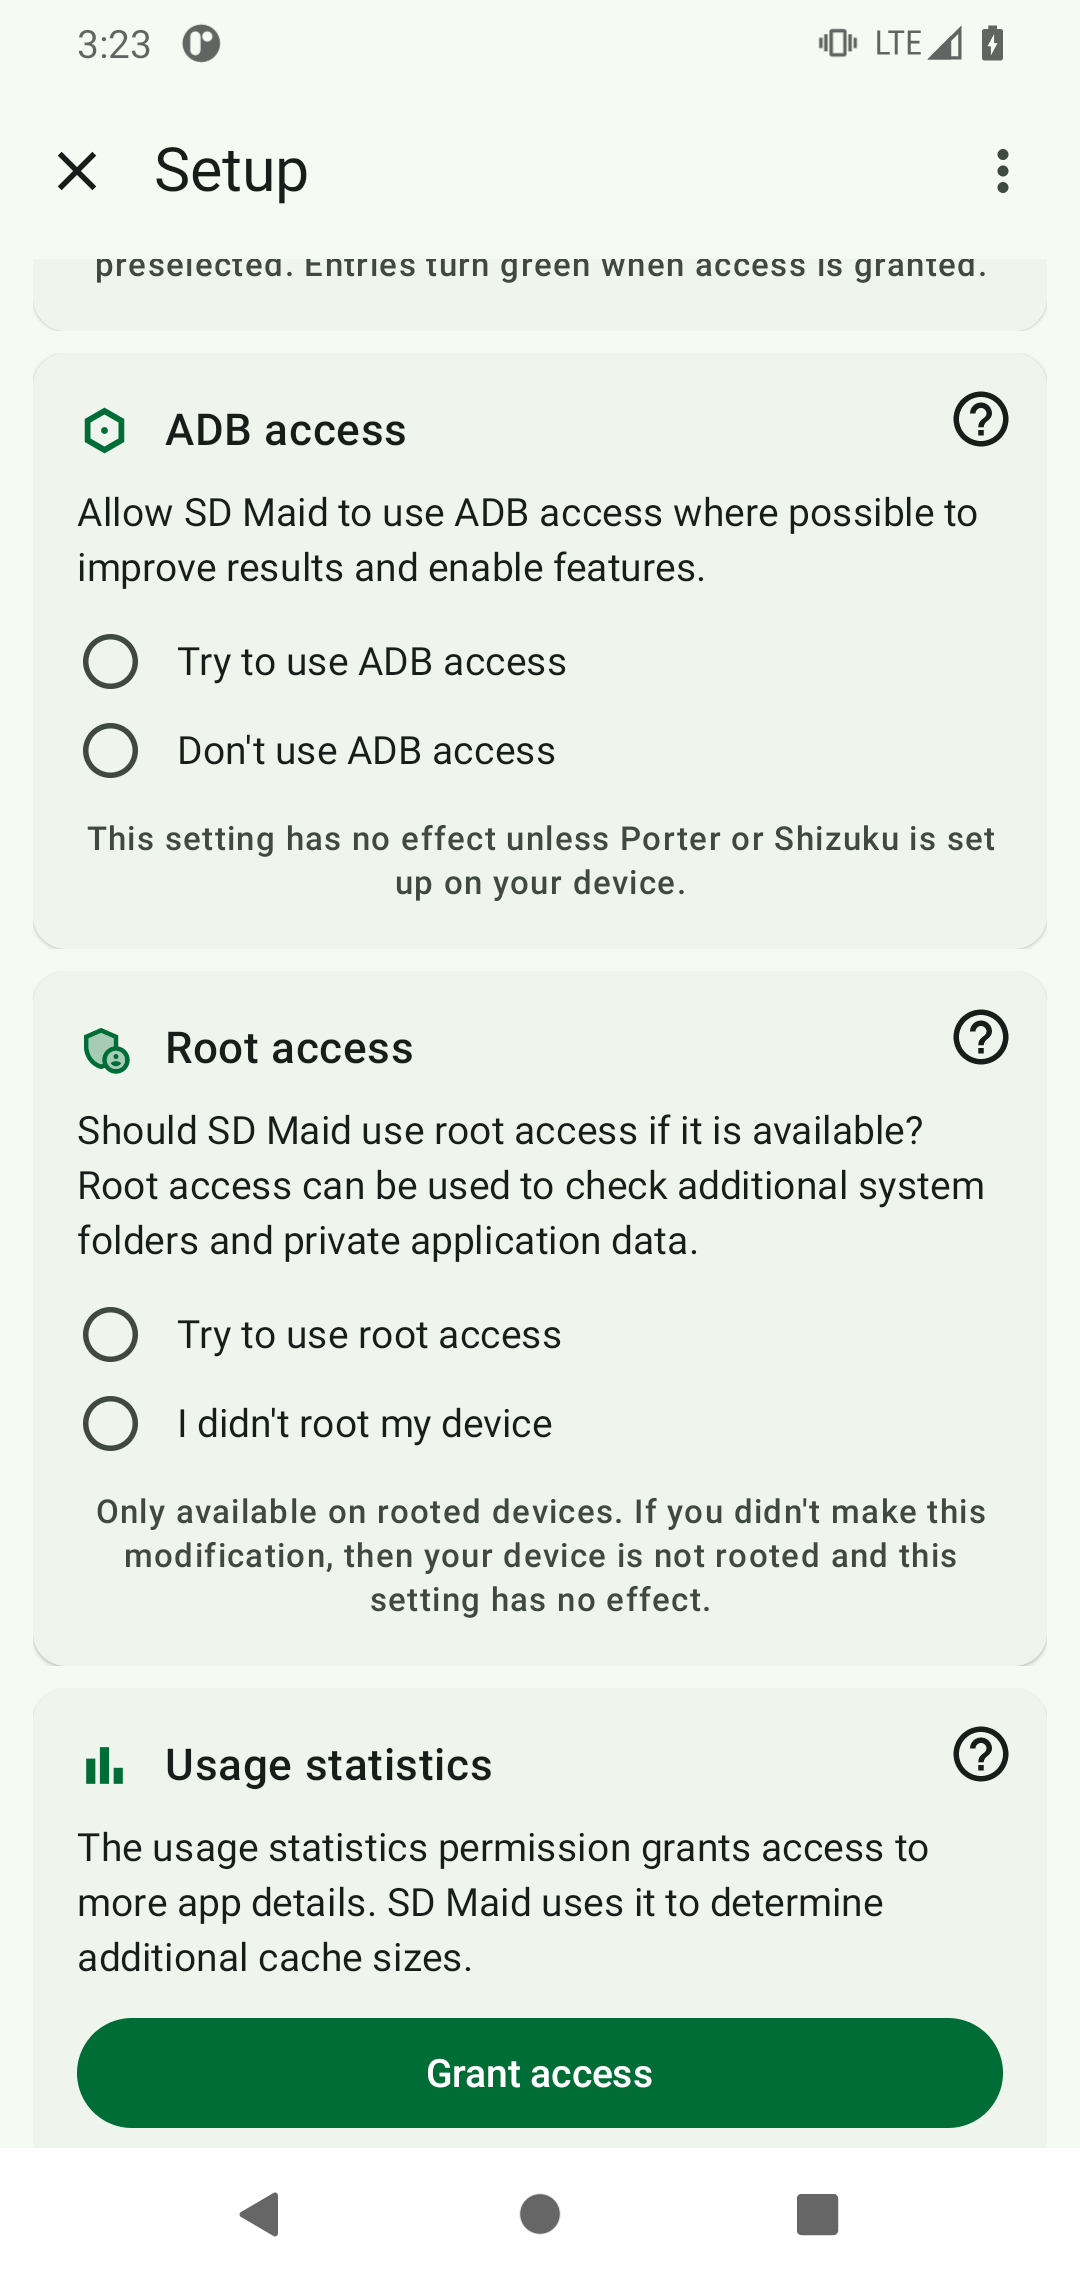 3:23
LTE
Setup
preselected. Entries turn green when access is granted.
ADB access
Allow SD Maid to use ADB access where possible to
improve results and enable features.
Try to use ADB access
Don't use ADB access
This setting has no effect unless Porter or Shizuku is set
up on your device.
Root access
Should SD Maid use root access if it is available?
Root access can be used to check additional system
folders and private application data.
Try to use root access
I didn't root my device
Only available on rooted devices. If you didn't make this
modification, then your device is not rooted and this
setting has no effect.
Usage statistics
The usage statistics permission grants access to
more app details. SD Maid uses it to determine
additional cache sizes.
Grant access